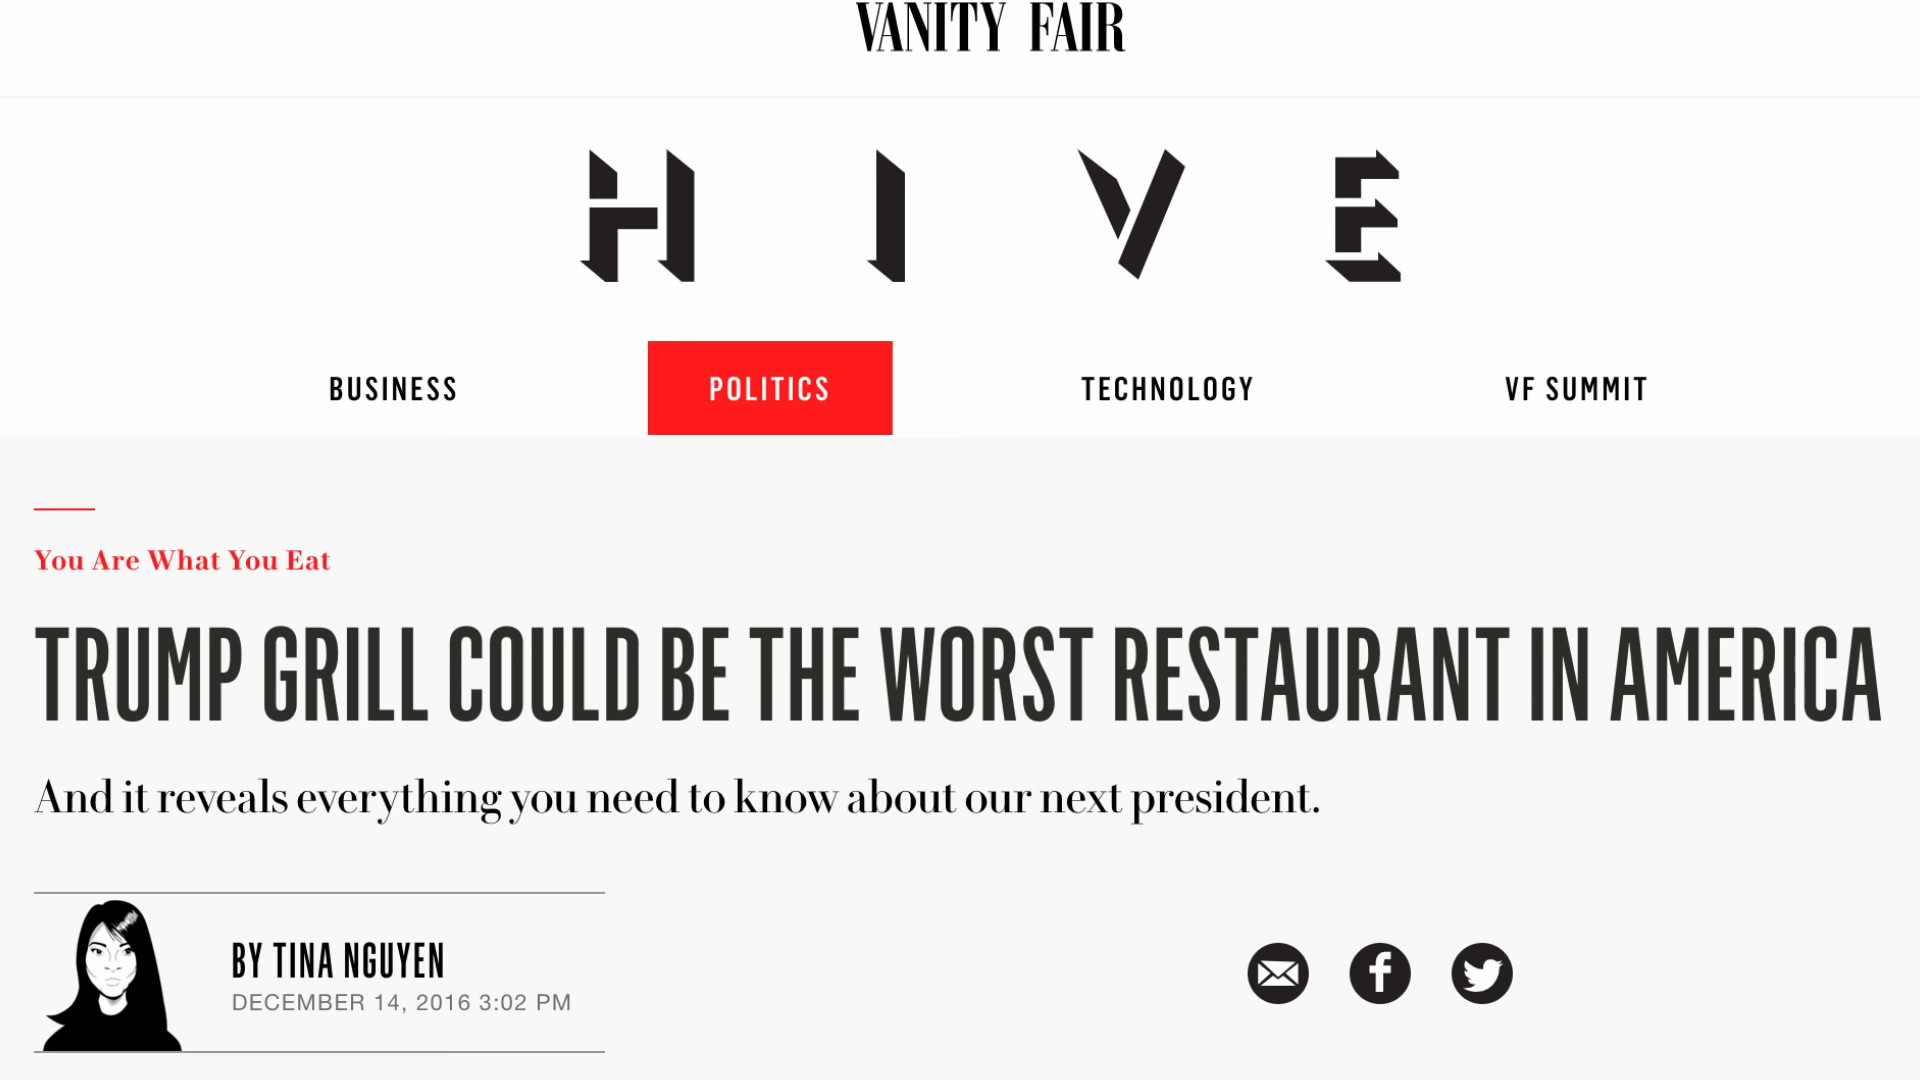 VANITY FAIR
HIVE
BUSINESS POLITICS TECHNOLOGY VF SUMMIT
You Are What You Eat
TRUMP GRILL COULD BE THE WORST RESTAURANT IN AMERICA
And it reveals everything you need to know about our next president.
BY TINA NGUYEN
DECEMBER 14, 2016 3:02 PM